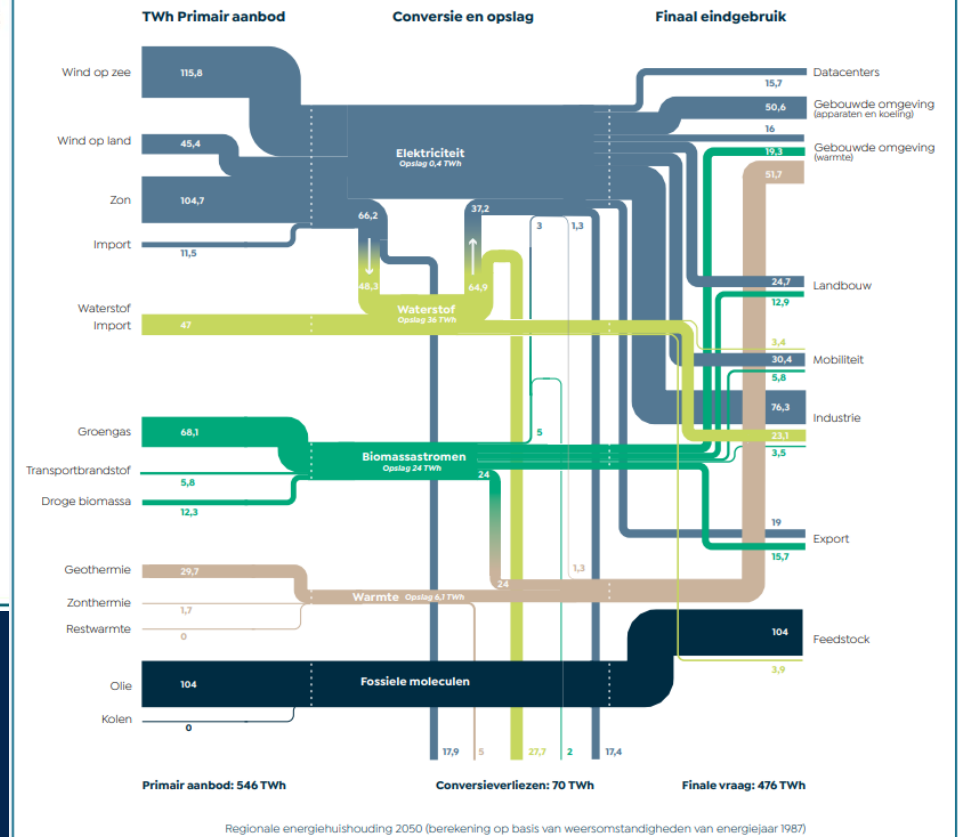 TWh Primair aanbod
Conversie en opslag
Finaal eindgebruik
Wind op zee
115,8
Datacenters
15,7
50,6
Gebouwde omgeving
(apparaten en koeling)
16
Wind op land
45,4
Elektriciteit
Opslag 0,4 TWh
19,3
Gebouwde omgeving
(warmte)
51,7
Zon
104,7
66,2
37,2
3
1,3
Import
11,5
48,3
64,9
24,7
Landbouw
12,9
Waterstof
Import
47
Waterstof
Opslag 36 TWh
3,4
30,4
Mobiliteit
5,8
76,3
Industrie
23,1
3,5
Groengas
68,1
5
Biomassastromen
Opslag 24 TWh
24
Transportbrandstof
5,8
Droge biomassa
12,3
19
Export
15,7
Geothermie
29,7
1,3
24
Zonthermie
1,7
Warmte Opslag 6,1 TWh
Restwarmte
0
104
Feedstock
3,9
Olie
104
Fossiele moleculen
Kolen
0
17,9
5
27,7
2
17,4
Primair aanbod: 546 TWh
Conversieverliezen: 70 TWh
Finale vraag: 476 TWh
Regionale energiehuishouding 2050 (berekening op basis van weersomstandigheden van energiejaar 1987)